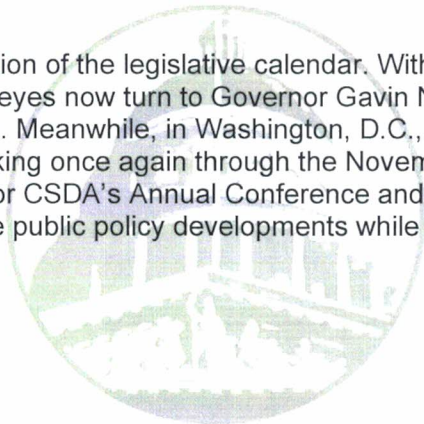 ion of the legislative calendar. With
eyes now turn to Governor Gavin N
. Meanwhile, in Washington, D.C.,
king once again through the Novem
or CSDA's Annual Conference and
e public policy developments while